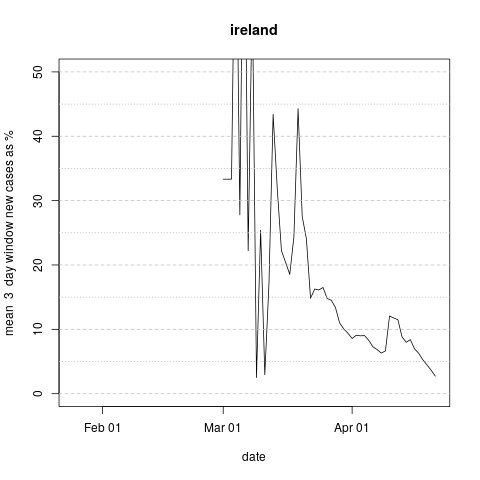 ireland
mean 3 day window new cases as %
50
40
30
20
10
0
Feb 01
Mar 01
Apr 01
date